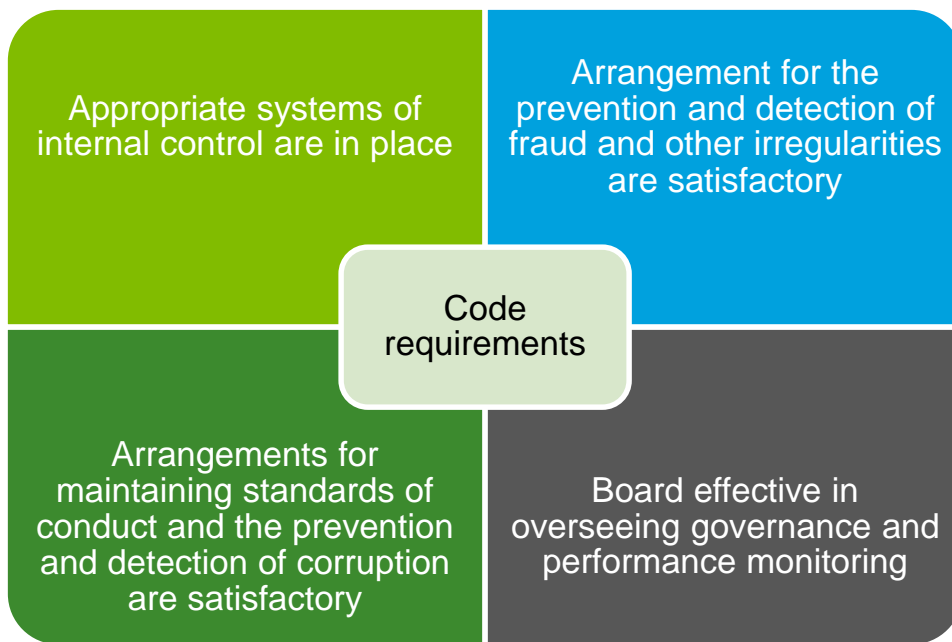 Appropriate systems of
internal control are in place
Arrangement for the
prevention and detection of
fraud and other irregularities
are satisfactory
Code
requirements
Arrangements for
maintaining standards of
conduct and the prevention
and detection of corruption
are satisfactory
Board effective in
overseeing governance and
performance monitoring